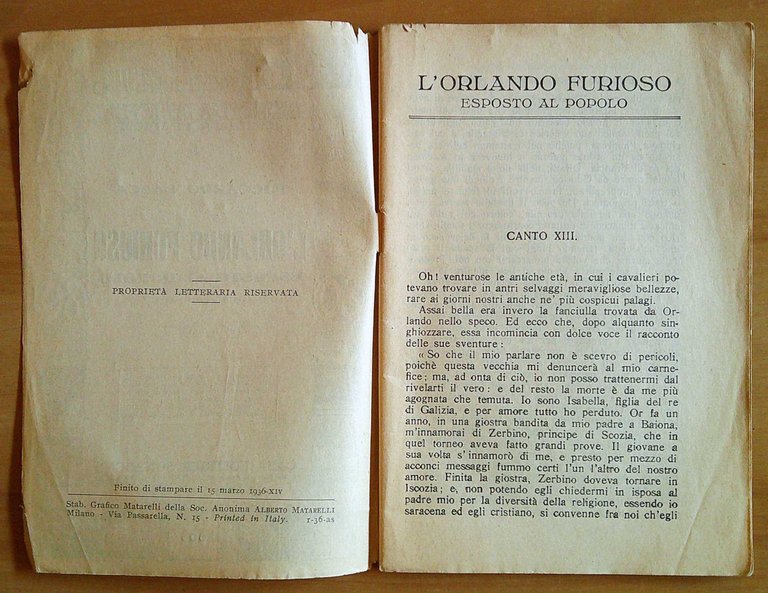 PROPRIETÀ LETTERARIA RISERVATA
Finito di stampare il 15 marzo 1936-XIV
Stab. Grafico Matarelli della Soc. Anonima ALBERTO MATARELLI
Milano - Via Passarella, N. 15 - Printed in Italy. 1-36-as
L'ORLANDO FURIOSO
ESPOSTO AL POPOLO
CANTO XIII.
Oh! venturose le antiche età, in cui i cavalieri po-
tevano trovare in antri selvaggi meravigliose bellezze,
rare ai giorni nostri anche ne' più cospicui palagi.
Assai bella era invero la fanciulla trovata da Or-
lando nello speco. Ed ecco che, dopo alquanto sin-
ghiozzare, essa incomincia con dolce voce il racconto
delle sue sventure:
« So che il mio parlare non è scevro di pericoli,
poichè questa vecchia mi denuncerà al mio carne-
fice; ma, ad onta di ciò, io non posso trattenermi dal
rivelarti il vero: e del resto la morte è da me più
agognata che temuta. Io sono Isabella, figlia del re
di Galizia, e per amore tutto ho perduto. Or fa un
anno, in una giostra bandita da mio padre a Baiona,
m'innamorai di Zerbino, principe di Scozia, che in
quel torneo aveva fatto grandi prove. Il giovane a
sua volta s'innamorò di me, e presto per mezzo di
acconci messaggi fummo certi l'un l'altro del nostro
amore. Finita la giostra, Zerbino doveva tornare in
Iscozia; e, non potendo egli chiedermi in isposa al
padre mio per la diversità della religione, essendo io
saracena ed egli cristiano, si convenne fra noi ch'egli